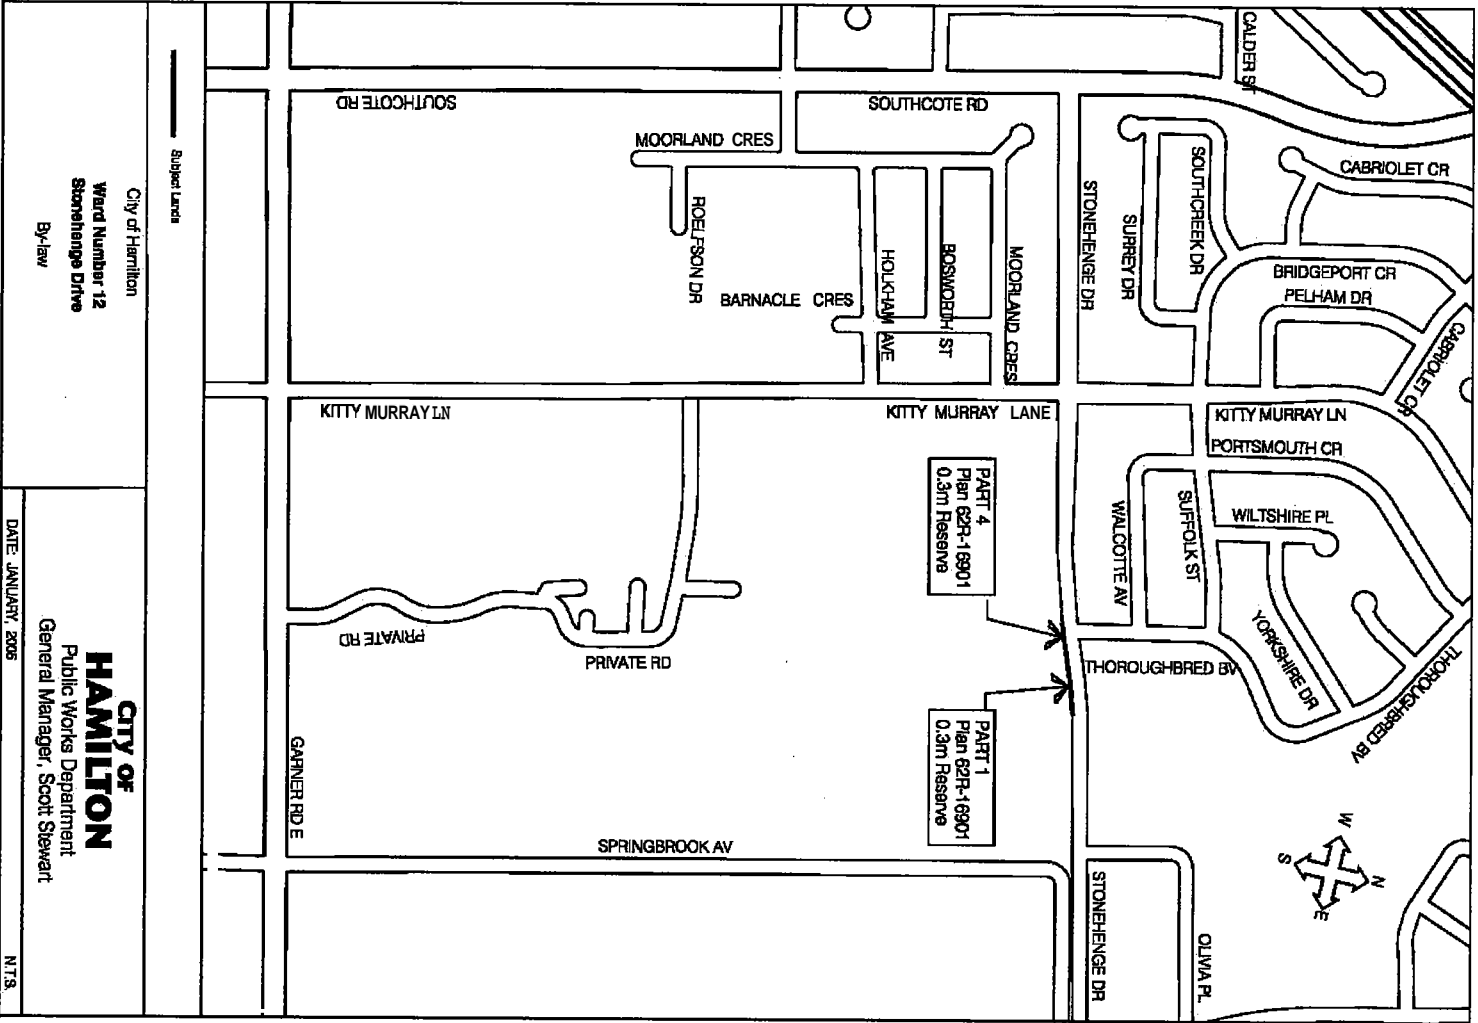 CALDER ST
SOUTHCOTE RD
SOUTHCOTE RD
MOORLAND CRES
ROELFSON DR
HOLKHAM AVE
BOSWORTH ST
MOORLAND CRES
BARNACLE CRES
STONEHENGE DR
SURREY DR
SOUTHCREEK DR
CABRIOLET CR
BRIDGEPORT CR
PELHAM DR
CABRIOLET CR
KITTY MURRAY LN
KITTY MURRAY LANE
KITTY MURRAY LN
PORTSMOUTH CR
WILTSHIRE PL
SUFFOLK ST
WALCOTTE AV
YORKSHIRE DR
THOROUGHBRED BV
THOROUGHBRED BV
PART 4
Plan 62R-16901
0.3m Reserve
PART 1
Plan 62R-16901
0.3m Reserve
PRIVATE RD
PRIVATE RD
GARNER RD E
SPRINGBROOK AV
STONEHENGE DR
OLIVIA PL
N
E
S
W
Subject Lands
City of Hamilton
Ward Number 12
Stonehenge Drive
By-law
CITY OF
HAMILTON
Public Works Department
General Manager, Scott Stewart
DATE: JANUARY, 2006
N.T.S.